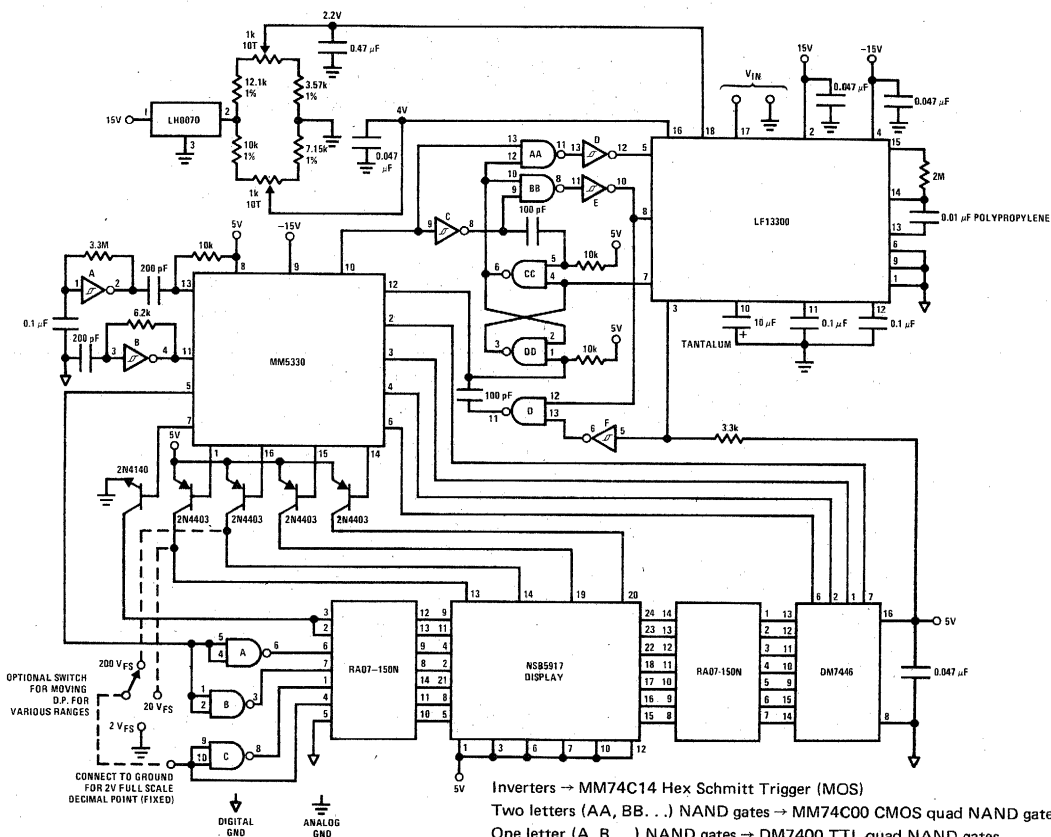 2.2V
1k
10T
0.47 μF
12.1k
1%
3.57k
1%
15V
1
LH0070
2
3
10k
1%
7.15k
1%
1k
10T
4V
0.047
μF
VIN
15V
-15V
0.047 μF
0.047 μF
16
18
17
2
4
15
2M
14
0.01 μF POLYPROPYLENE
13
6
9
1
LF13300
5
8
7
3
10
11
12
10 μF
+
TANTALUM
0.1 μF
0.1 μF
13
12
AA
11
13
D
12
10
9
BB
8
11
E
10
9
C
8
100 pF
5V
10k
6
CC
5
4
5V
3
DD
2
1
10k
100 pF
11
D
12
13
6
F
5
3.3k
3.3M
1
A
2
200 pF
10k
5V
-15V
0.1 μF
6.2k
200 pF
3
B
4
8
9
10
13
11
5
7
MM5330
12
2
3
4
6
1
16
15
14
5V
2N4140
2N4403
2N4403
2N4403
13
14
19
20
6
2
1
7
RA07-150N
3
2
6
7
1
4
5
12
13
9
8
14
11
10
9
11
4
2
21
8
5
NSB5917
DISPLAY
24
23
22
18
17
16
15
14
13
12
11
10
9
8
RA07-150N
1
2
3
4
5
6
7
13
12
11
10
9
15
14
DM7446
16
8
5V
0.047 μF
1
3
6
7
10
12
5V
5
4
A
6
1
2
B
3
9
10
C
8
200 VFS
20 VFS
2 VFS
OPTIONAL SWITCH
FOR MOVING
D.P. FOR
VARIOUS RANGES
CONNECT TO GROUND
FOR 2V FULL SCALE
DECIMAL POINT (FIXED)
DIGITAL
GND
ANALOG
GND
Inverters → MM74C14 Hex Schmitt Trigger (MOS)
Two letters (AA, BB. . .) NAND gates → MM74C00 CMOS quad NAND gate
One letter (A, B. . .) NAND gates → DM7400 TTL quad NAND gates